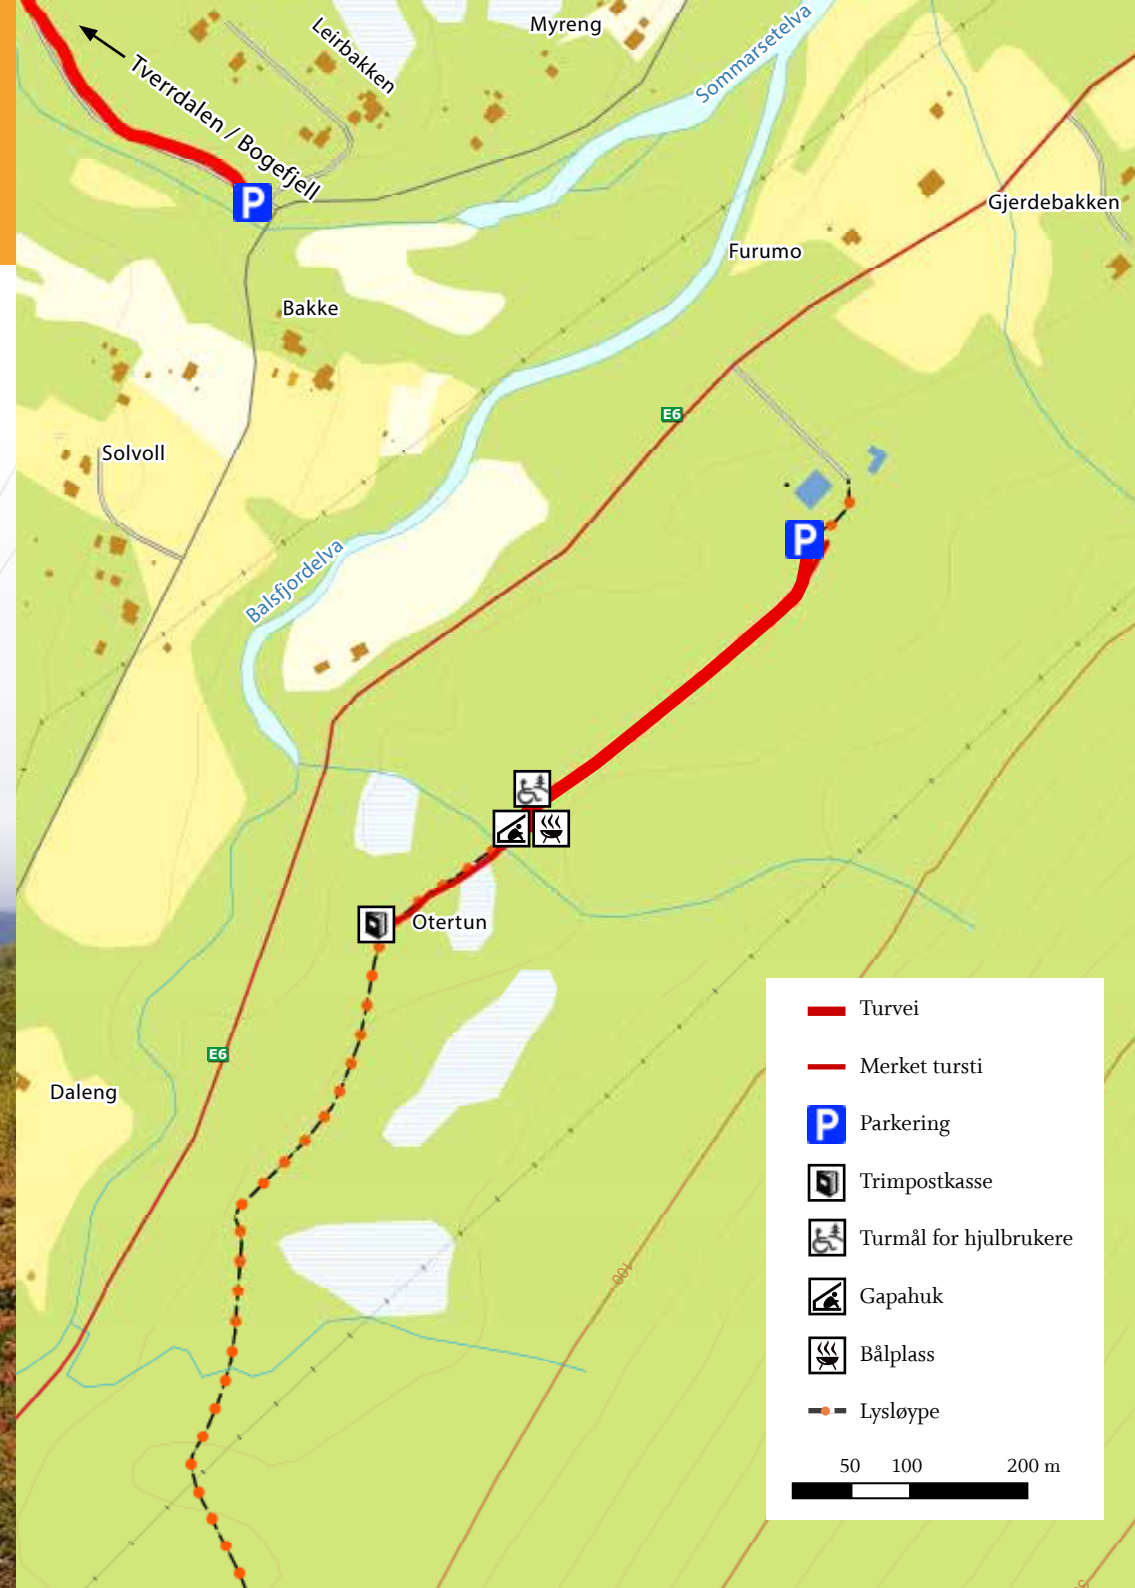 Myreng
Leirbakken
Sommarsetelva
Tverrdalen / Bogefjell
P
Gjerdebakken
Furumo
Bakke
E6
Solvoll
P
Balsfjordelva
Otertun
E6
Daleng
100
Turvei
Merket tursti
P Parkering
Trimpostkasse
Turmål for hjulbrukere
Gapahuk
Bålplass
Lysløype
50 100 200 m